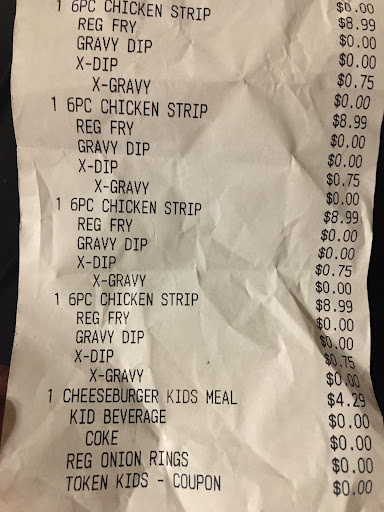 $0.00
1 6PC CHICKEN STRIP $8.99
REG FRY $0.00
GRAVY DIP $0.00
X-DIP $0.75
X-GRAVY $0.00
1 6PC CHICKEN STRIP $8.99
REG FRY $0.00
GRAVY DIP $0.00
X-DIP $0.75
X-GRAVY $0.00
1 6PC CHICKEN STRIP $8.99
REG FRY $0.00
GRAVY DIP $0.00
X-DIP $0.75
X-GRAVY $0.00
1 6PC CHICKEN STRIP $8.99
REG FRY $0.00
GRAVY DIP $0.00
X-DIP $0.75
X-GRAVY $0.00
1 CHEESEBURGER KIDS MEAL $4.29
KID BEVERAGE $0.00
COKE $0.00
REG ONION RINGS $0.00
TOKEN KIDS - COUPON $0.00